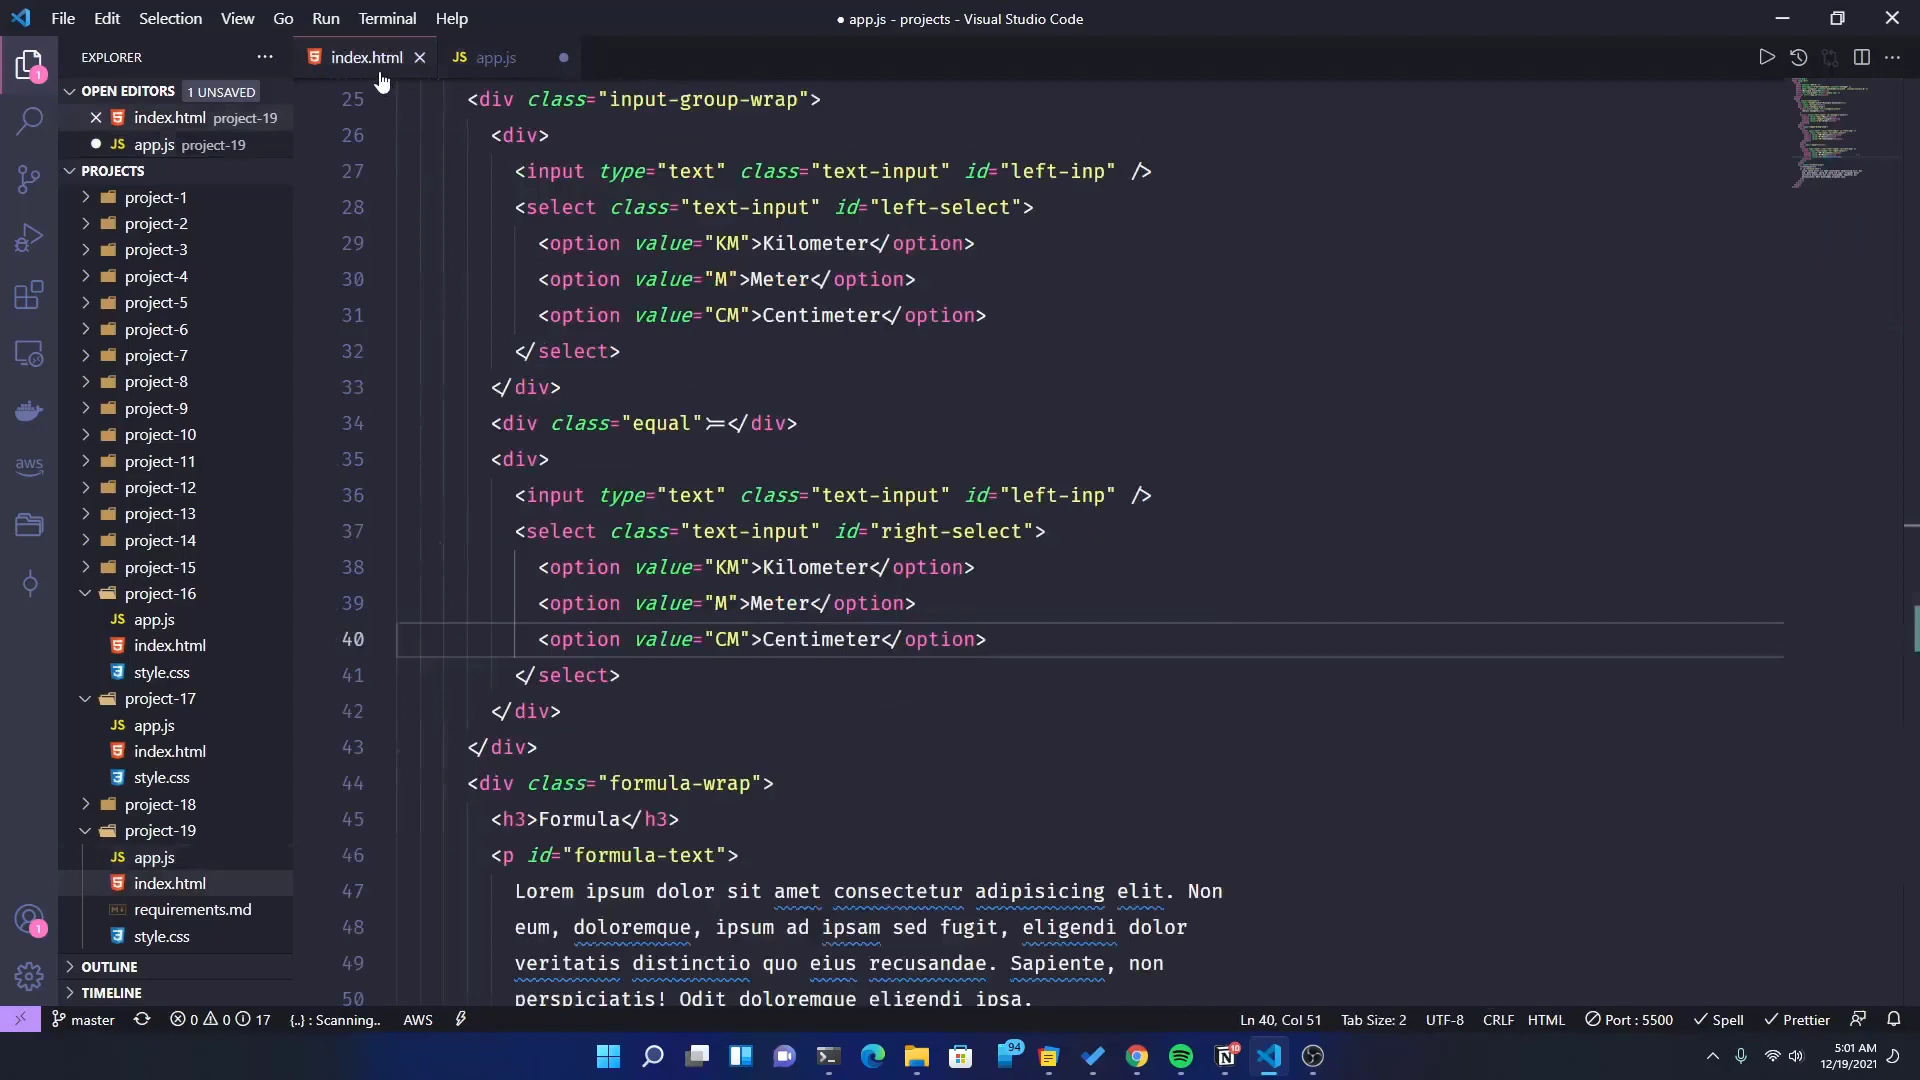 File Edit Selection View Go Run Terminal Help
● app.js - projects - Visual Studio Code
1
EXPLORER
index.html
JS app.js
OPEN EDITORS 1 UNSAVED
index.html project-19
JS app.js project-19
PROJECTS
project-1
project-2
project-3
project-4
project-5
project-6
project-7
project-8
project-9
project-10
project-11
project-12
project-13
project-14
project-15
project-16
JS app.js
index.html
style.css
project-17
JS app.js
index.html
style.css
project-18
project-19
JS app.js
index.html
requirements.md
style.css
OUTLINE
TIMELINE
aws
1
25 <div class="input-group-wrap">
26 <div>
27 <input type="text" class="text-input" id="left-inp" />
28 <select class="text-input" id="left-select">
29 <option value="KM">Kilometer</option>
30 <option value="M">Meter</option>
31 <option value="CM">Centimeter</option>
32 </select>
33 </div>
34 <div class="equal">=</div>
35 <div>
36 <input type="text" class="text-input" id="left-inp" />
37 <select class="text-input" id="right-select">
38 <option value="KM">Kilometer</option>
39 <option value="M">Meter</option>
40 <option value="CM">Centimeter</option>
41 </select>
42 </div>
43 </div>
44 <div class="formula-wrap">
45 <h3>Formula</h3>
46 <p id="formula-text">
47 Lorem ipsum dolor sit amet consectetur adipisicing elit. Non
48 eum, doloremque, ipsum ad ipsam sed fugit, eligendi dolor
49 veritatis distinctio quo eius recusandae. Sapiente, non
50 perspiciatis! Odit doloremque eligendi ipsa.
master 0 0 17 {..} : Scanning.. AWS
Ln 40, Col 51 Tab Size: 2 UTF-8 CRLF HTML Port : 5500 Spell Prettier
94
10
5:01 AM
12/19/2021